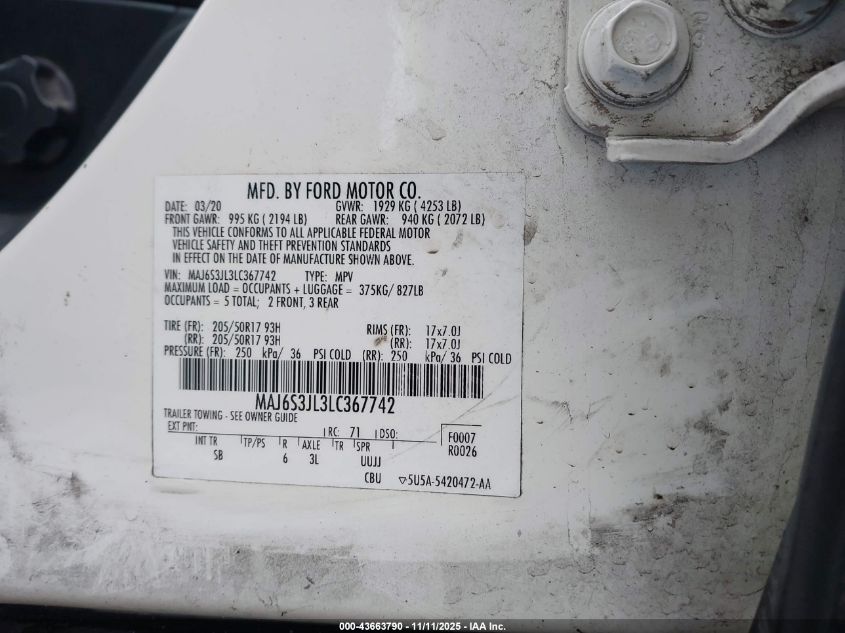 MFD. BY FORD MOTOR CO.
DATE: 03/20 GVWR: 1929 KG ( 4253 LB)
FRONT GAWR: 995 KG ( 2194 LB) REAR GAWR: 940 KG ( 2072 LB)
THIS VEHICLE CONFORMS TO ALL APPLICABLE FEDERAL MOTOR
VEHICLE SAFETY AND THEFT PREVENTION STANDARDS
IN EFFECT ON THE DATE OF MANUFACTURE SHOWN ABOVE.
VIN: MAJ6S3JL3LC367742 TYPE: MPV
MAXIMUM LOAD = OCCUPANTS + LUGGAGE = 375KG/ 827LB
OCCUPANTS = 5 TOTAL; 2 FRONT, 3 REAR
TIRE (FR): 205/50R17 93H RIMS (FR): 17x7.0J
(RR): 205/50R17 93H (RR): 17x7.0J
PRESSURE (FR): 250 kPa/ 36 PSI COLD (RR): 250 kPa/ 36 PSI COLD
MAJ6S3JL3LC367742
TRAILER TOWING - SEE OWNER GUIDE
EXT PNT: RC: 71 DSO: F0007
INT TR TP/PS R AXLE TR SPR R0026
SB 6 3L UUJJ
CBU 5U5A-5420472-AA
000-43663790 - 11/11/2025 - IAA Inc.